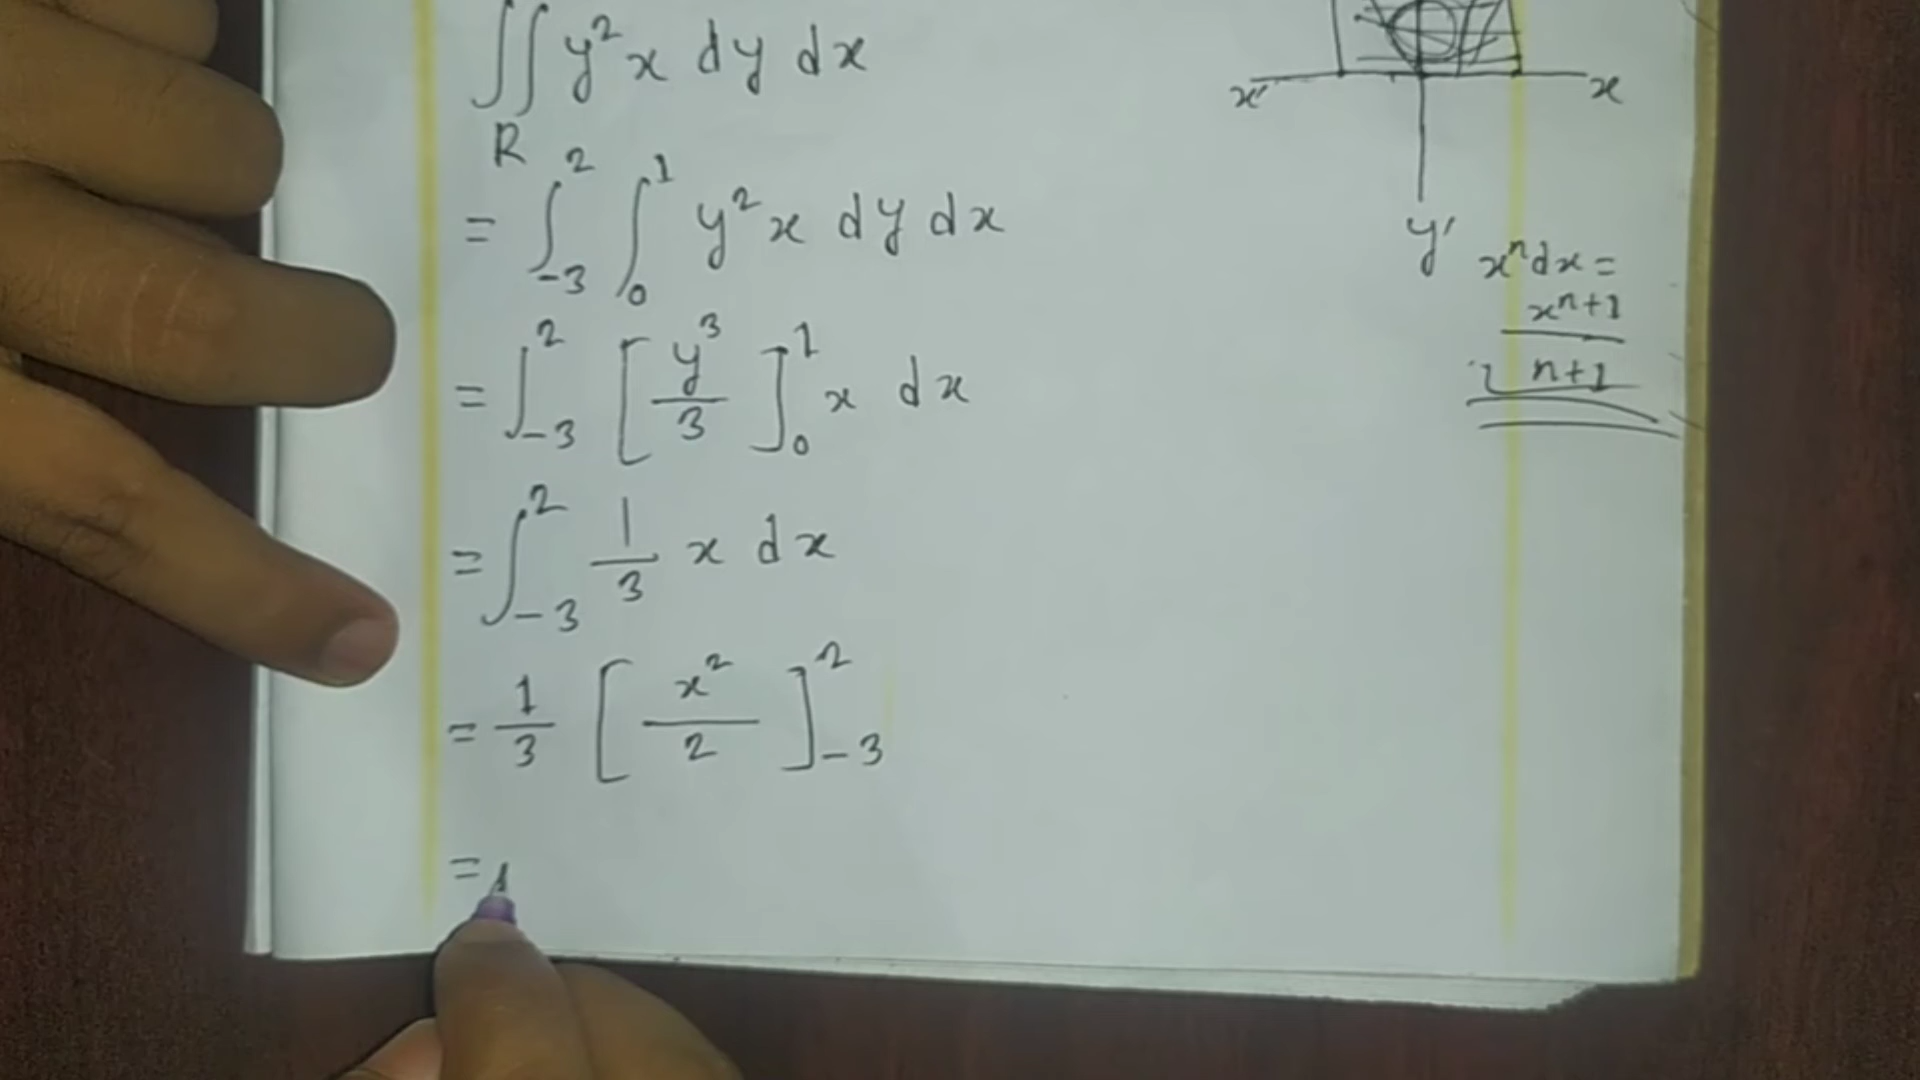 ∬ y²x dy dx
R
= ∫₋₃² ∫₀¹ y²x dy dx
= ∫₋₃² [y³/3]₀¹ x dx
= ∫₋₃² 1/3 x dx
= 1/3 [x²/2]₋₃²
=
x' x
y'
xⁿdx =
xⁿ⁺¹
n+1